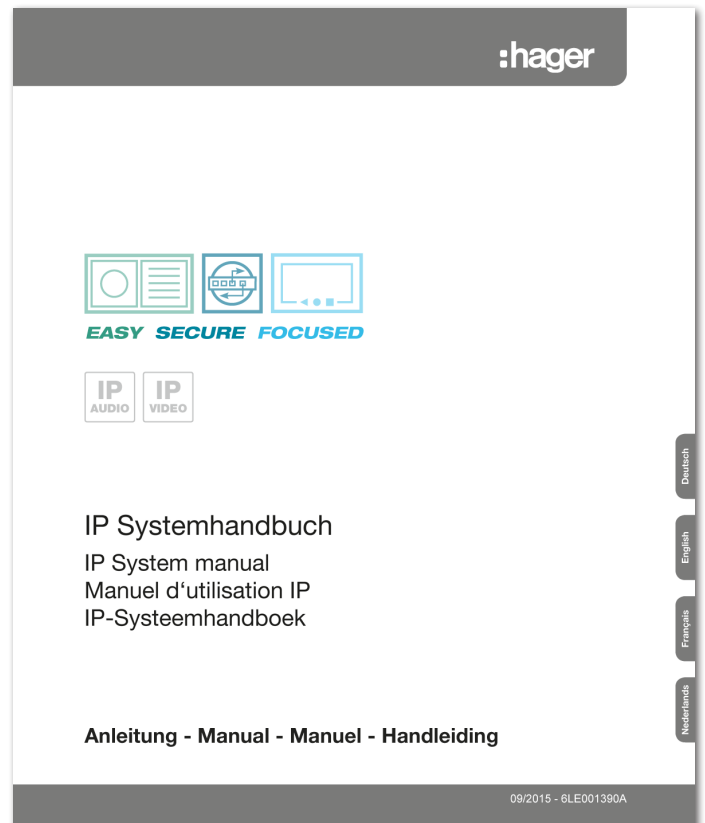 :hager
EASY SECURE FOCUSED
IP AUDIO
IP VIDEO
Deutsch
English
Français
Nederlands
IP Systemhandbuch
IP System manual
Manuel d‘utilisation IP
IP-Systeemhandboek
Anleitung - Manual - Manuel - Handleiding
09/2015 - 6LE001390A